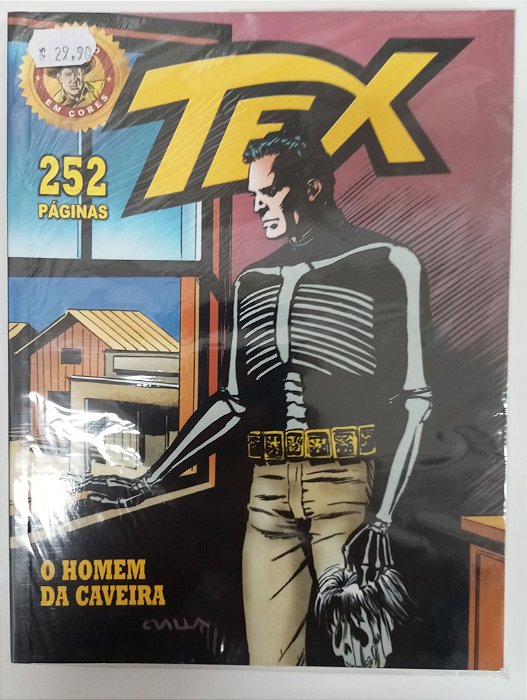 R$
29,90
EM CORES
TEX
252
PÁGINAS
O HOMEM
DA CAVEIRA